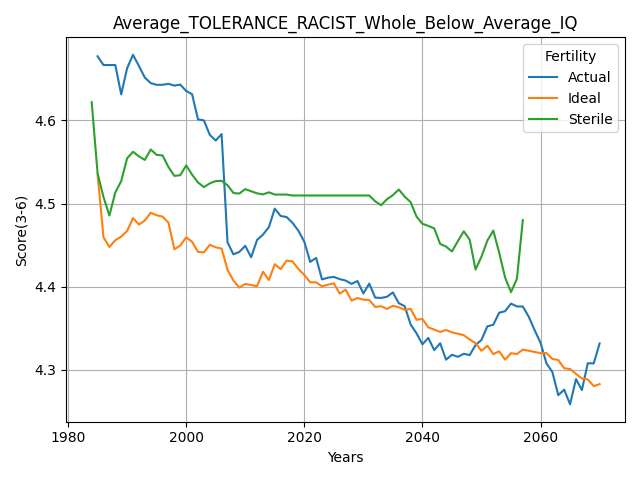 Average_TOLERANCE_RACIST_Whole_Below_Average_IQ
Fertility
Actual
Ideal
Sterile
Score(3-6)
4.6
4.5
4.4
4.3
1980
2000
2020
2040
2060
Years